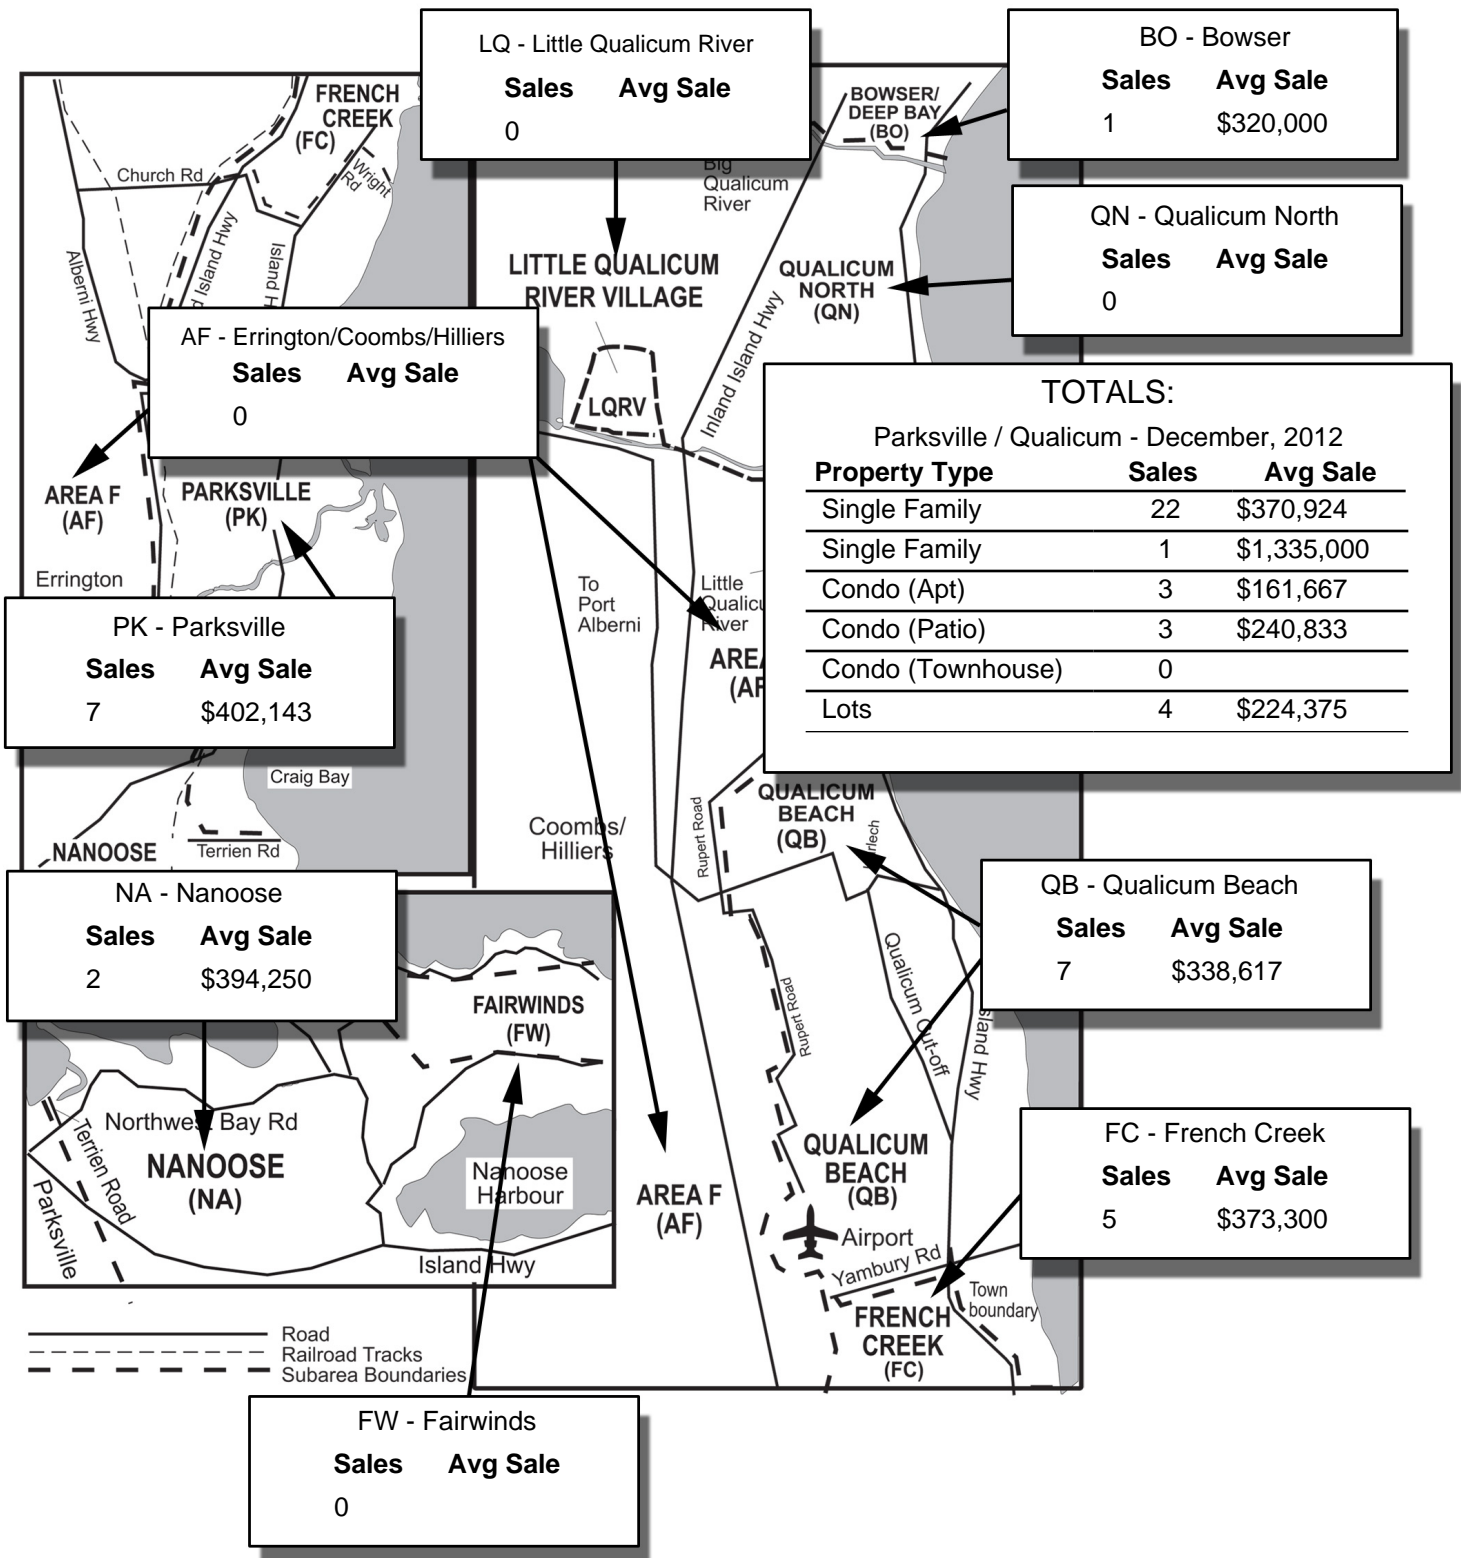 LQ - Little Qualicum River
Sales Avg Sale
0
BO - Bowser
Sales Avg Sale
1 $320,000
FRENCH
CREEK
(FC)
Church Rd
Wright
Rd
Alberni Hwy
Island Hwy
BOWSER/
DEEP BAY
(BO)
Big
Qualicum
River
QN - Qualicum North
Sales Avg Sale
0
LITTLE QUALICUM
RIVER VILLAGE
QUALICUM
NORTH
(QN)
Inland Island Hwy
AF - Errington/Coombs/Hilliers
Sales Avg Sale
0
LQRV
TOTALS:
Parksville / Qualicum - December, 2012
Property Type Sales Avg Sale
Single Family 22 $370,924
Single Family 1 $1,335,000
Condo (Apt) 3 $161,667
Condo (Patio) 3 $240,833
Condo (Townhouse) 0
Lots 4 $224,375
AREA F
(AF)
PARKSVILLE
(PK)
Errington
To
Port
Alberni
Little
River
PK - Parksville
Sales Avg Sale
7 $402,143
Craig Bay
NANOOSE
Terrien Rd
Coombs/
Hilliers
Rupert Road
QUALICUM
BEACH
(QB)
NA - Nanoose
Sales Avg Sale
2 $394,250
QB - Qualicum Beach
Sales Avg Sale
7 $338,617
Qualicum Cut-off
Rupert Road
Island Hwy
FAIRWINDS
(FW)
Northwest Bay Rd
Terrien Road
Parksville
NANOOSE
(NA)
Nanoose
Harbour
Island Hwy
AREA F
(AF)
QUALICUM
BEACH
(QB)
Airport
Yambury Rd
FC - French Creek
Sales Avg Sale
5 $373,300
Town
boundary
FRENCH
CREEK
(FC)
Road
Railroad Tracks
Subarea Boundaries
FW - Fairwinds
Sales Avg Sale
0